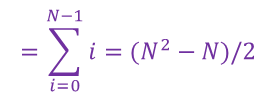 = ∑_{i=0}^{N−1} i = (N² − N)/2